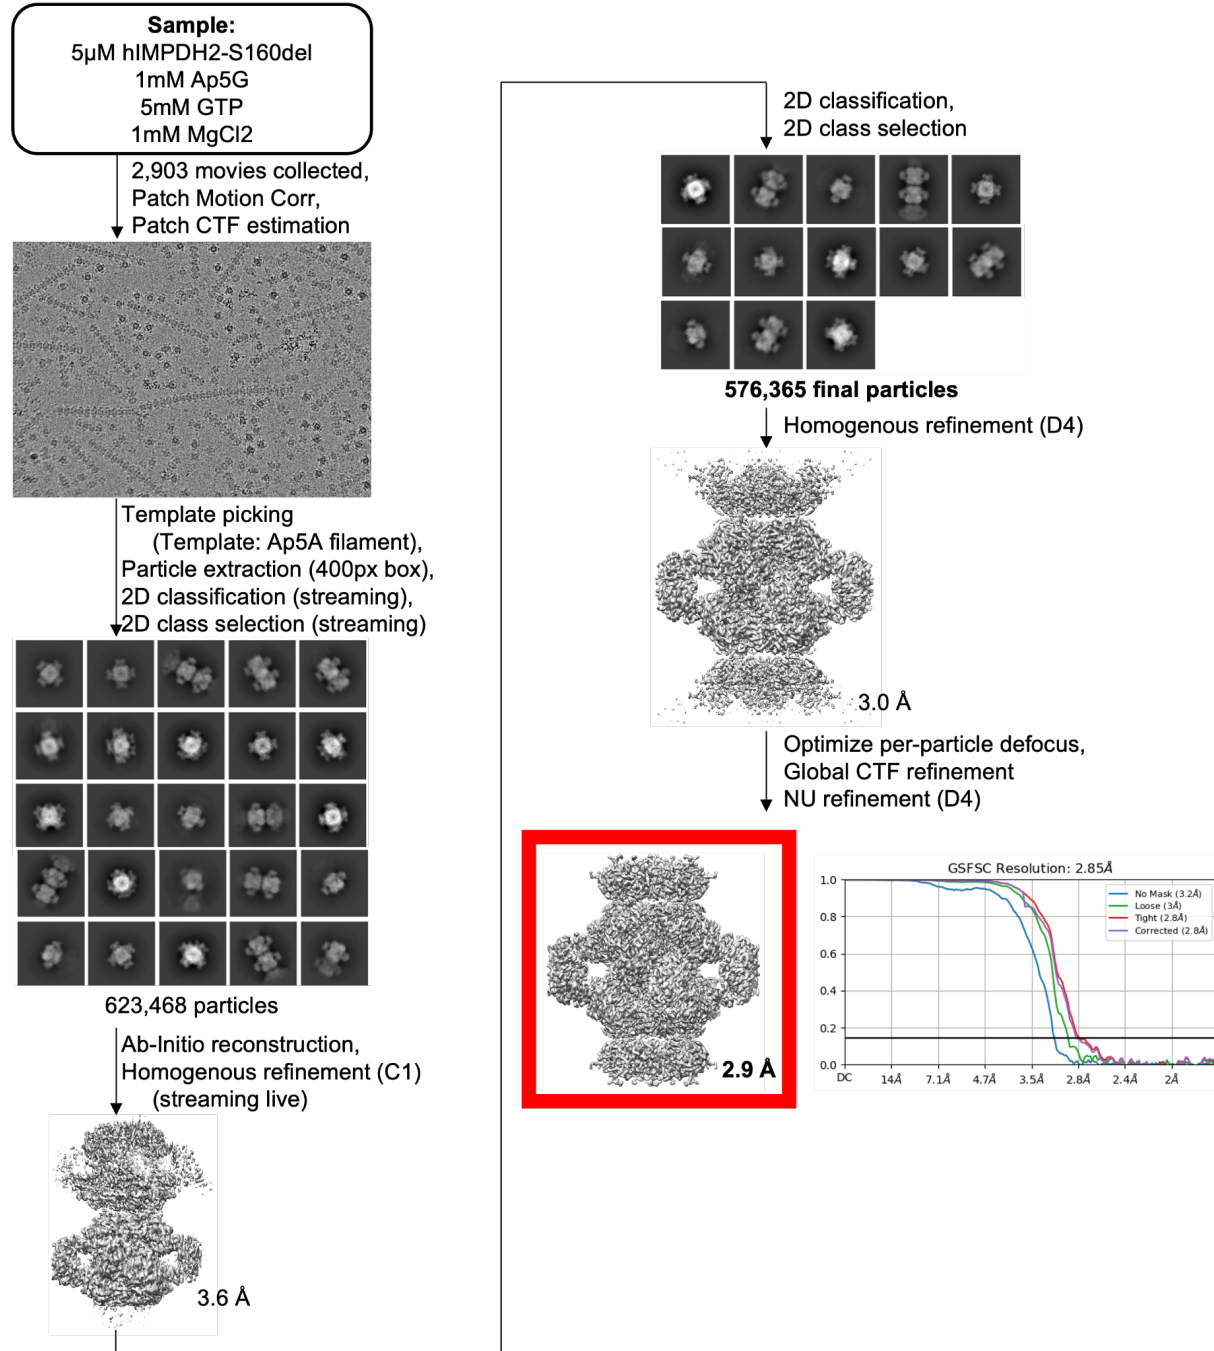 Sample:
5µM hIMPDH2-S160del
1mM Ap5G
5mM GTP
1mM MgCl2
2,903 movies collected,
Patch Motion Corr,
Patch CTF estimation
Template picking
(Template: Ap5A filament),
Particle extraction (400px box),
2D classification (streaming),
2D class selection (streaming)
623,468 particles
Ab-Initio reconstruction,
Homogenous refinement (C1)
(streaming live)
3.6 Å
2D classification,
2D class selection
576,365 final particles
Homogenous refinement (D4)
3.0 Å
Optimize per-particle defocus,
Global CTF refinement
NU refinement (D4)
2.9 Å
GSFSC Resolution: 2.85Å
No Mask (3.2Å)
Loose (3Å)
Tight (2.8Å)
Corrected (2.8Å)
1.0
0.8
0.6
0.4
0.2
0.0
DC 14Å 7.1Å 4.7Å 3.5Å 2.8Å 2.4Å 2Å